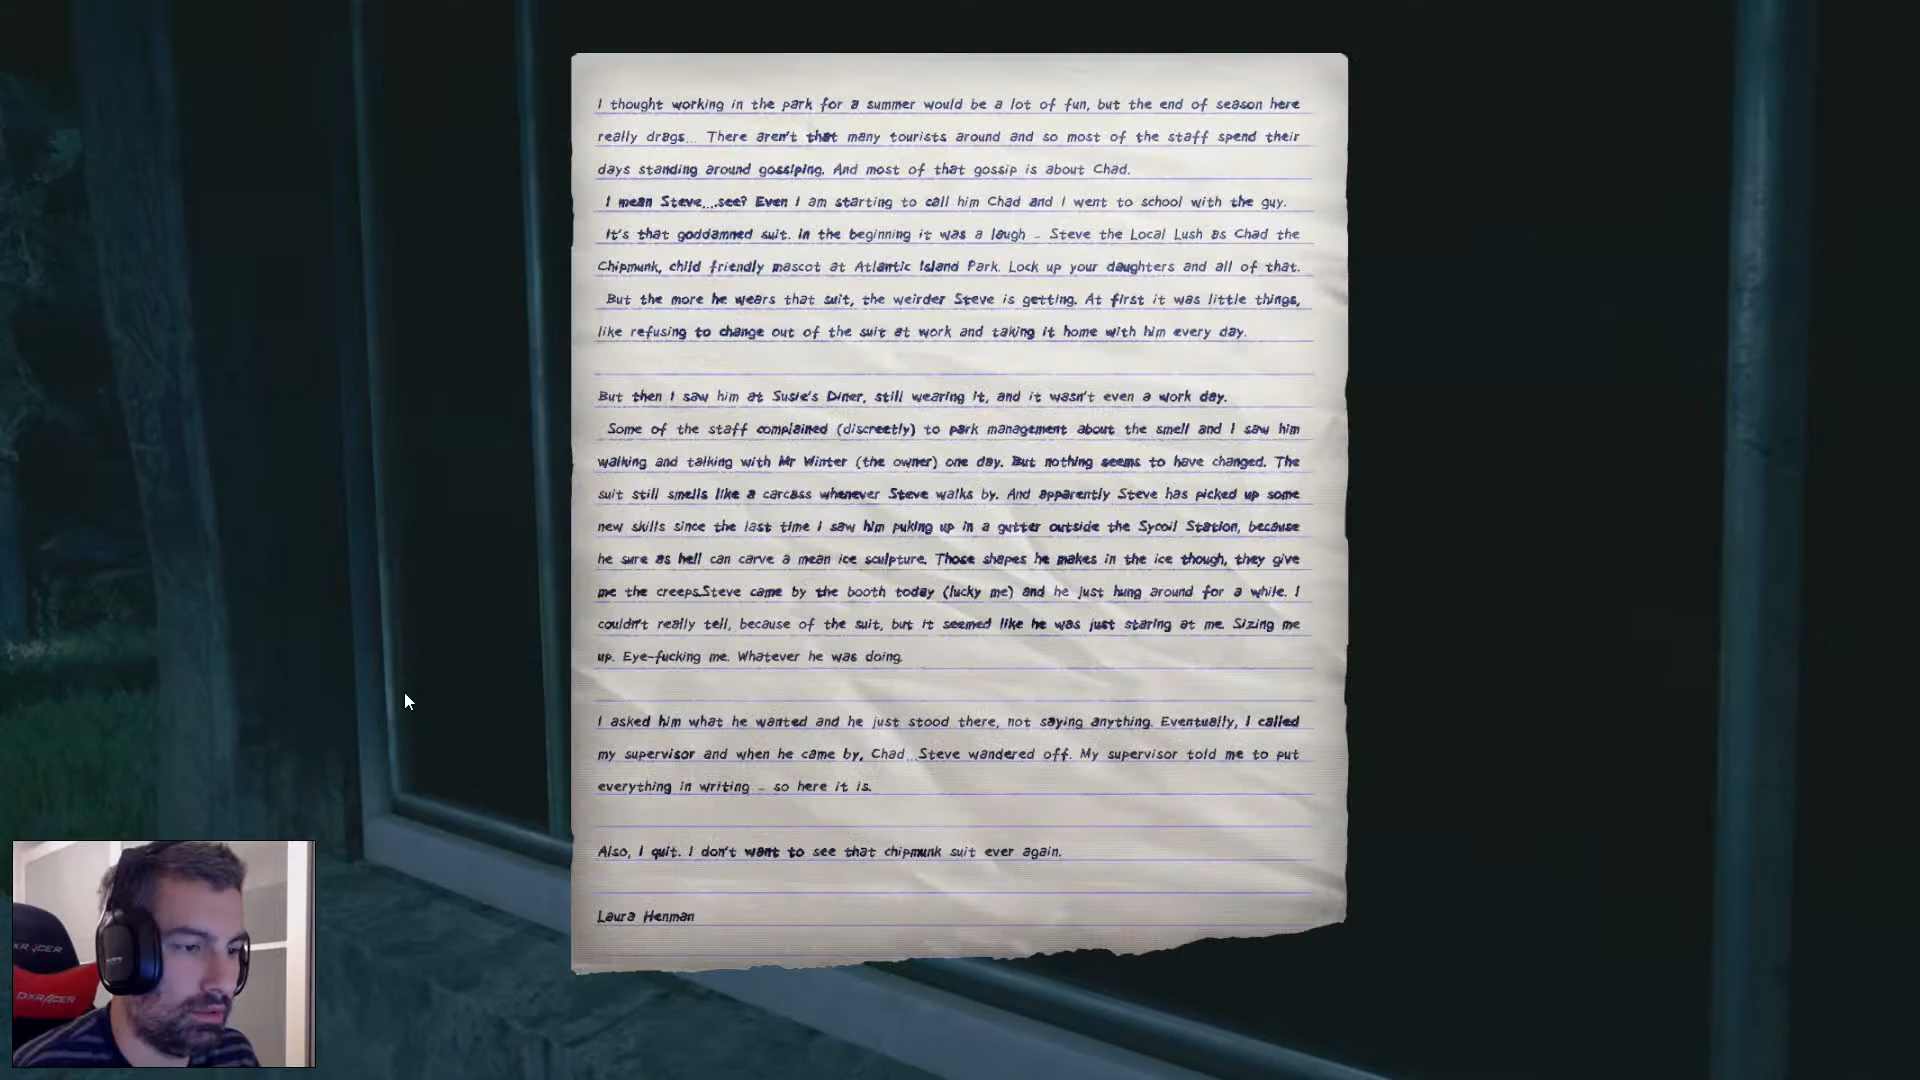 I thought working in the park for a summer would be a lot of fun, but the end of season here
really drags... There aren't that many tourists around and so most of the staff spend their
days standing around gossiping. And most of that gossip is about Chad.
I mean Steve....see? Even I am starting to call him Chad and I went to school with the guy.
It's that goddamned suit. In the beginning it was a laugh - Steve the Local Lush as Chad the
Chipmunk, child friendly mascot at Atlantic Island Park. Lock up your daughters and all of that.
But the more he wears that suit, the weirder Steve is getting. At first it was little things,
like refusing to change out of the suit at work and taking it home with him every day.
But then I saw him at Susie's Diner, still wearing it, and it wasn't even a work day.
Some of the staff complained (discreetly) to park management about the smell and I saw him
walking and talking with Mr Winter (the owner) one day. But nothing seems to have changed. The
suit still smells like a carcass whenever Steve walks by. And apparently Steve has picked up some
new skills since the last time I saw him puking up in a gutter outside the Sycoil Station, because
he sure as hell can carve a mean ice sculpture. Those shapes he makes in the ice though, they give
me the creeps.Steve came by the booth today (lucky me) and he just hung around for a while. I
couldn't really tell, because of the suit, but it seemed like he was just staring at me. Sizing me
up. Eye-fucking me. Whatever he was doing.
I asked him what he wanted and he just stood there, not saying anything. Eventually, I called
my supervisor and when he came by, Chad...Steve wandered off. My supervisor told me to put
everything in writing - so here it is.
Also, I quit. I don't want to see that chipmunk suit ever again.
Laura Henman
DXRACER